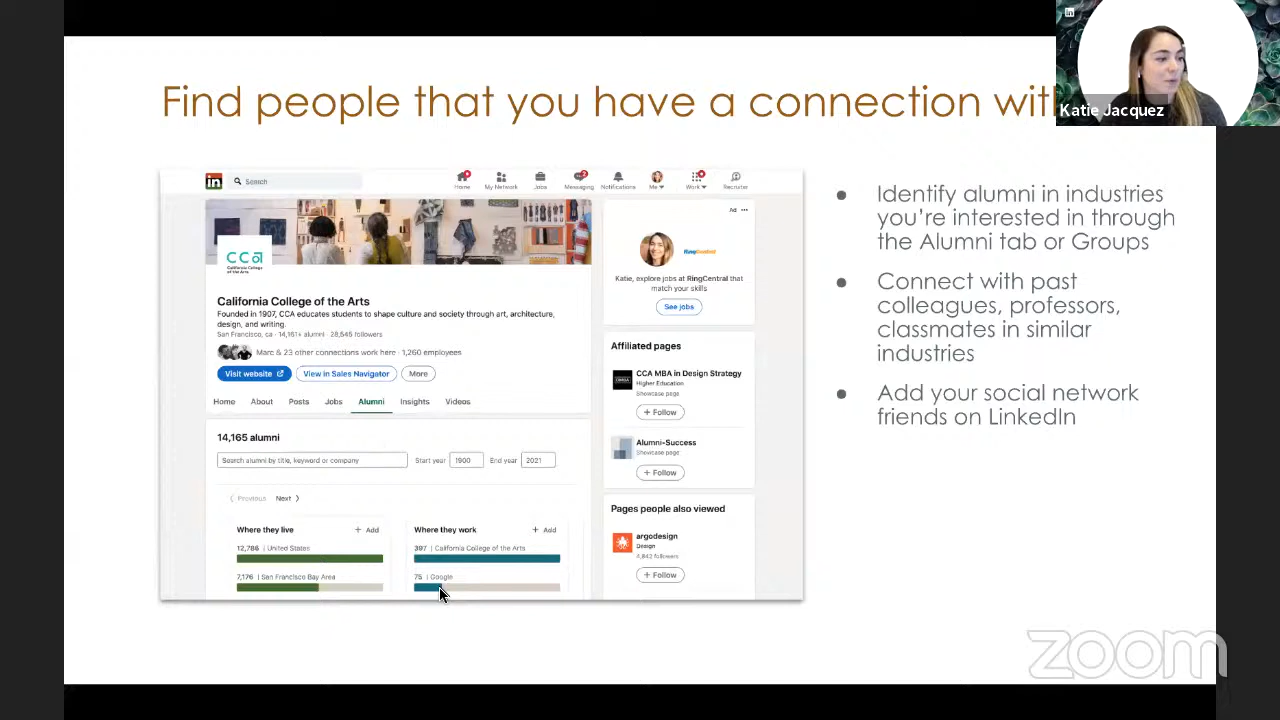 Find people that you have a connection with
Katie Jacquez
in
Search
Home
My Network
Jobs
Messaging
Notifications
Me
Work
Recruiter
CCA
California College
of the Arts
California College of the Arts
Founded in 1907, CCA educates students to shape culture and society through art, architecture,
design, and writing.
San Francisco, ca · 14,161+ alumni · 28,545 followers
Marc & 23 other connections work here · 1,260 employees
Visit website
View in Sales Navigator
More
Home
About
Posts
Jobs
Alumni
Insights
Videos
14,165 alumni
Search alumni by title, keyword or company
Start year
1900
End year
2021
Previous
Next
Where they live
+ Add
12,786 | United States
7,176 | San Francisco Bay Area
Where they work
+ Add
397 | California College of the Arts
75 | Google
Ad ···
RingCentral
Katie, explore jobs at RingCentral that
match your skills
See jobs
Affiliated pages
CCA MBA in Design Strategy
Higher Education
Showcase page
+ Follow
Alumni-Success
Showcase page
+ Follow
Pages people also viewed
argodesign
Design
4,842 followers
+ Follow
● Identify alumni in industries
you're interested in through
the Alumni tab or Groups
● Connect with past
colleagues, professors,
classmates in similar
industries
● Add your social network
friends on LinkedIn
zoom